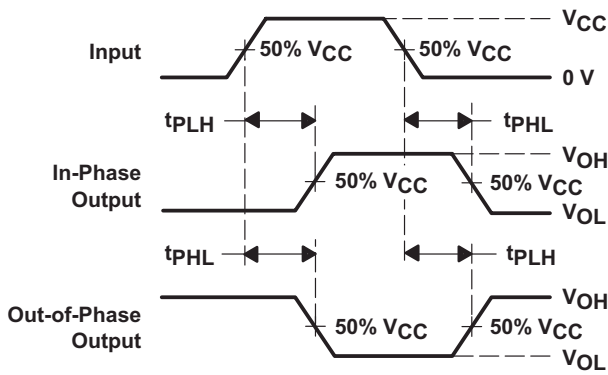 Input
50% VCC
50% VCC
VCC
0 V
tPLH
tPHL
In-Phase
Output
50% VCC
50% VCC
VOH
VOL
tPHL
tPLH
Out-of-Phase
Output
50% VCC
50% VCC
VOH
VOL